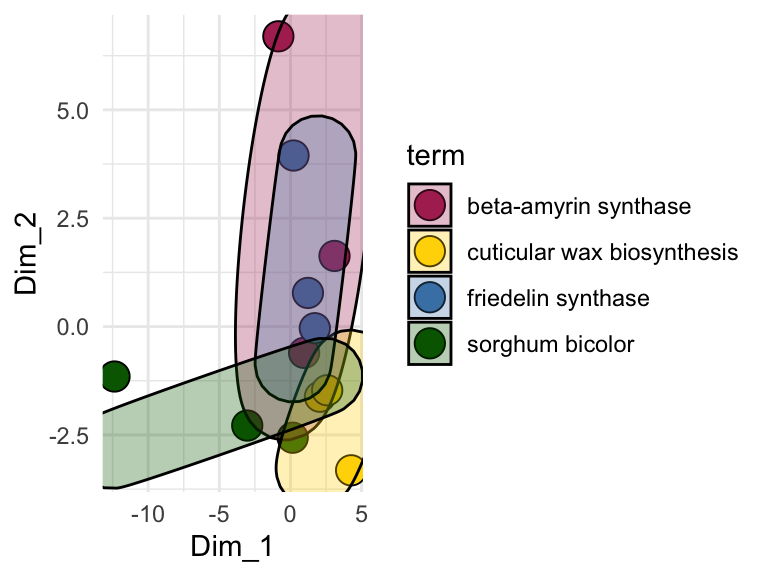 5.0
2.5
0.0
-2.5
-10
-5
0
5
Dim_1
Dim_2
term
beta-amyrin synthase
cuticular wax biosynthesis
friedelin synthase
sorghum bicolor